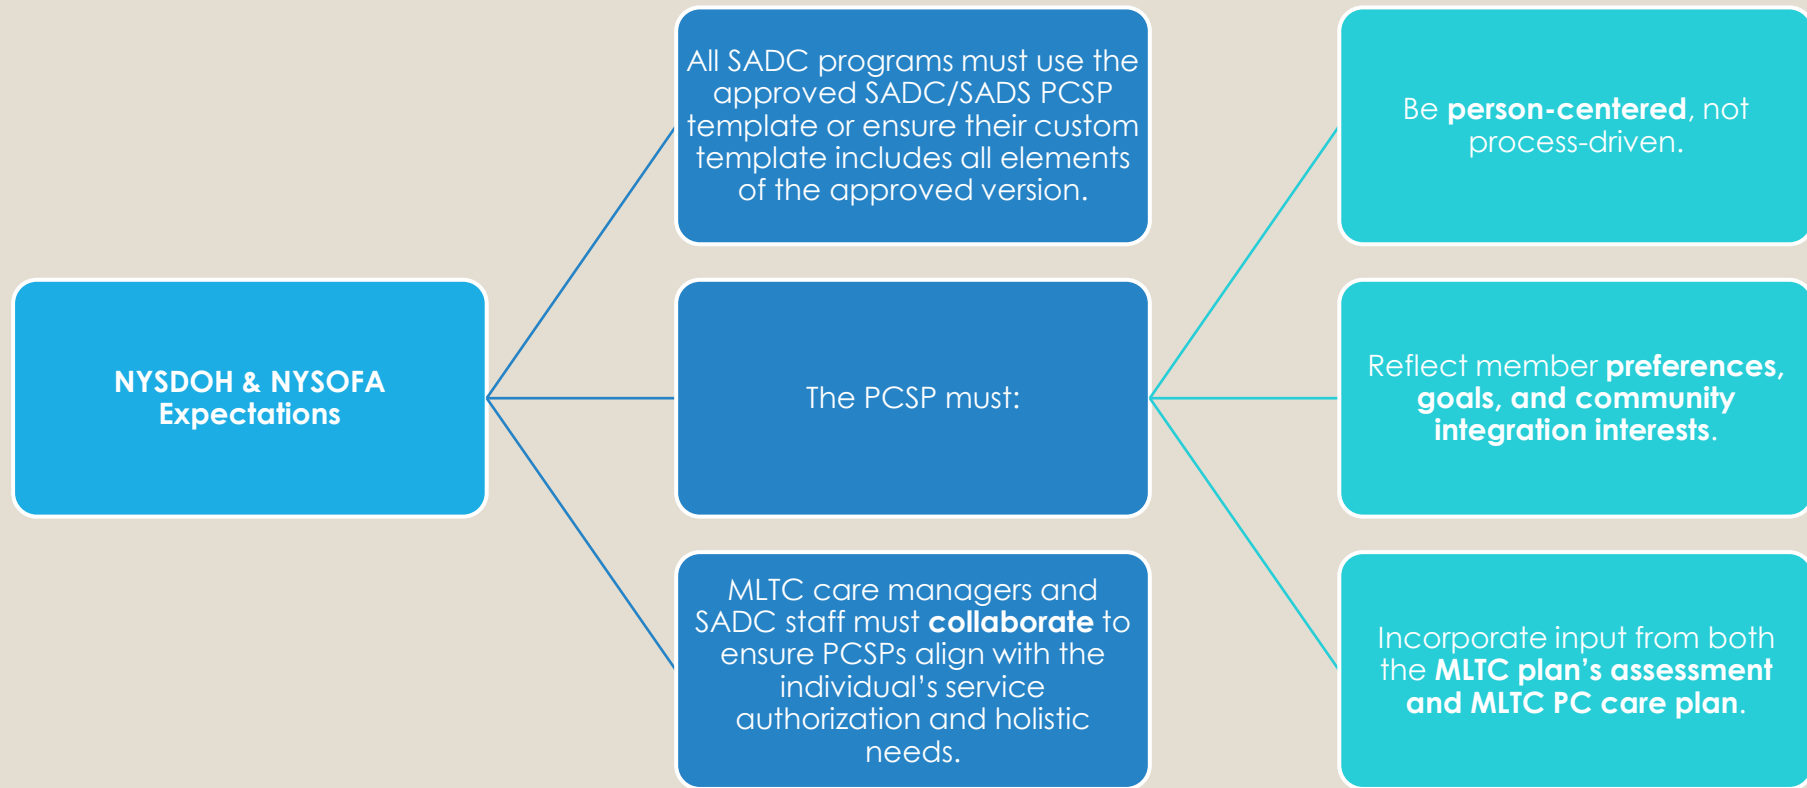 NYSDOH & NYSOFA
Expectations
All SADC programs must use the
approved SADC/SADS PCSP
template or ensure their custom
template includes all elements
of the approved version.
The PCSP must:
Be person-centered, not
process-driven.
Reflect member preferences,
goals, and community
integration interests.
Incorporate input from both
the MLTC plan’s assessment
and MLTC PC care plan.
MLTC care managers and
SADC staff must collaborate to
ensure PCSPs align with the
individual’s service
authorization and holistic
needs.